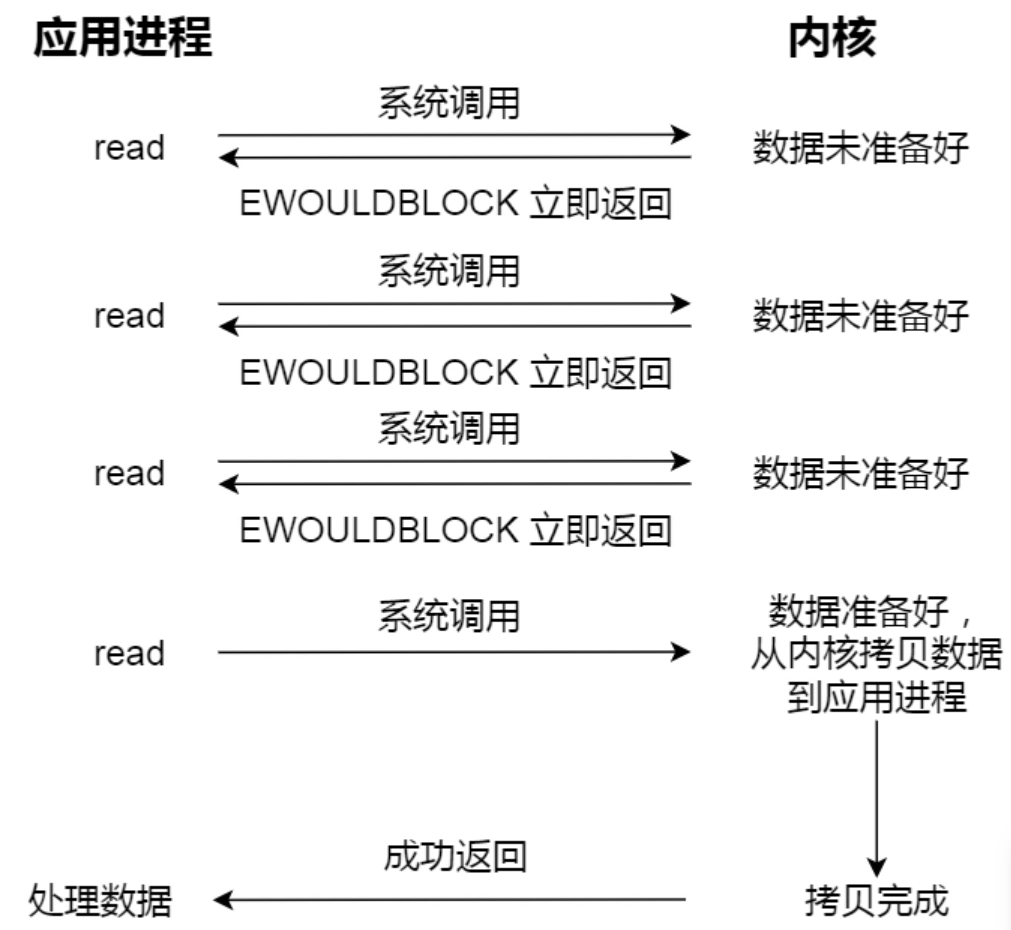 应用进程
内核
系统调用
read
数据未准备好
EWOULDBLOCK 立即返回
系统调用
read
数据未准备好
EWOULDBLOCK 立即返回
系统调用
read
数据未准备好
EWOULDBLOCK 立即返回
系统调用
read
数据准备好，
从内核拷贝数据
到应用进程
成功返回
处理数据
拷贝完成